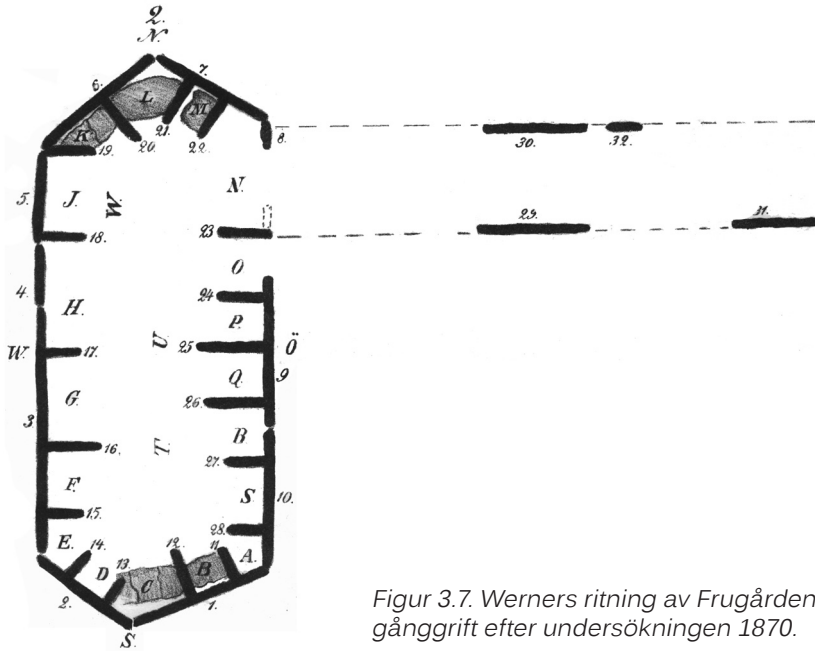 2.
N.
7.
6.
L
M
K
21.
20.
22.
19.
8.
30.
32.
5.
J.
W.
N.
18.
23
29.
31.
4.
O
24
H.
P.
U
Ö
W.
17.
25
9
Q
G.
26.
3
B
T.
16.
27.
F.
S
10.
15.
28.
E.
14.
12.
11.
13.
A.
D
C
B
2.
1.
S.
Figur 3.7. Werners ritning av Frugården
gånggrift efter undersökningen 1870.